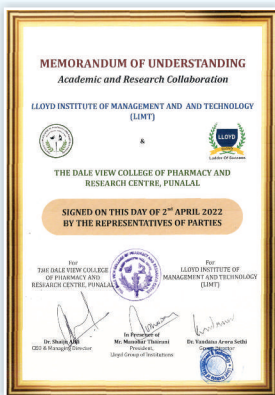 MEMORANDUM OF UNDERSTANDING
Academic and Research Collaboration
LLOYD INSTITUTE OF MANAGEMENT AND AND TECHNOLOGY
(LIMT)
LLOYD
&
Ladder Of Success
THE DALE VIEW COLLEGE OF PHARMACY AND
RESEARCH CENTRE, PUNALAL
SIGNED ON THIS DAY OF 2nd APRIL 2022
BY THE REPRESENTATIVES OF PARTIES
For
THE DALE VIEW COLLEGE
OF PHARMACY AND
RESEARCH CENTRE, PUNALAL
For
LLOYD INSTITUTE OF
MANAGEMENT AND TECHNOLOGY
(LIMT)
Dr. Shaiju
CEO & Managing Director
In Presence of
Mr. Manohar Thairani
President,
Lloyd Group of Institutions
Dr. Vandana Arora Sethi
Group Director